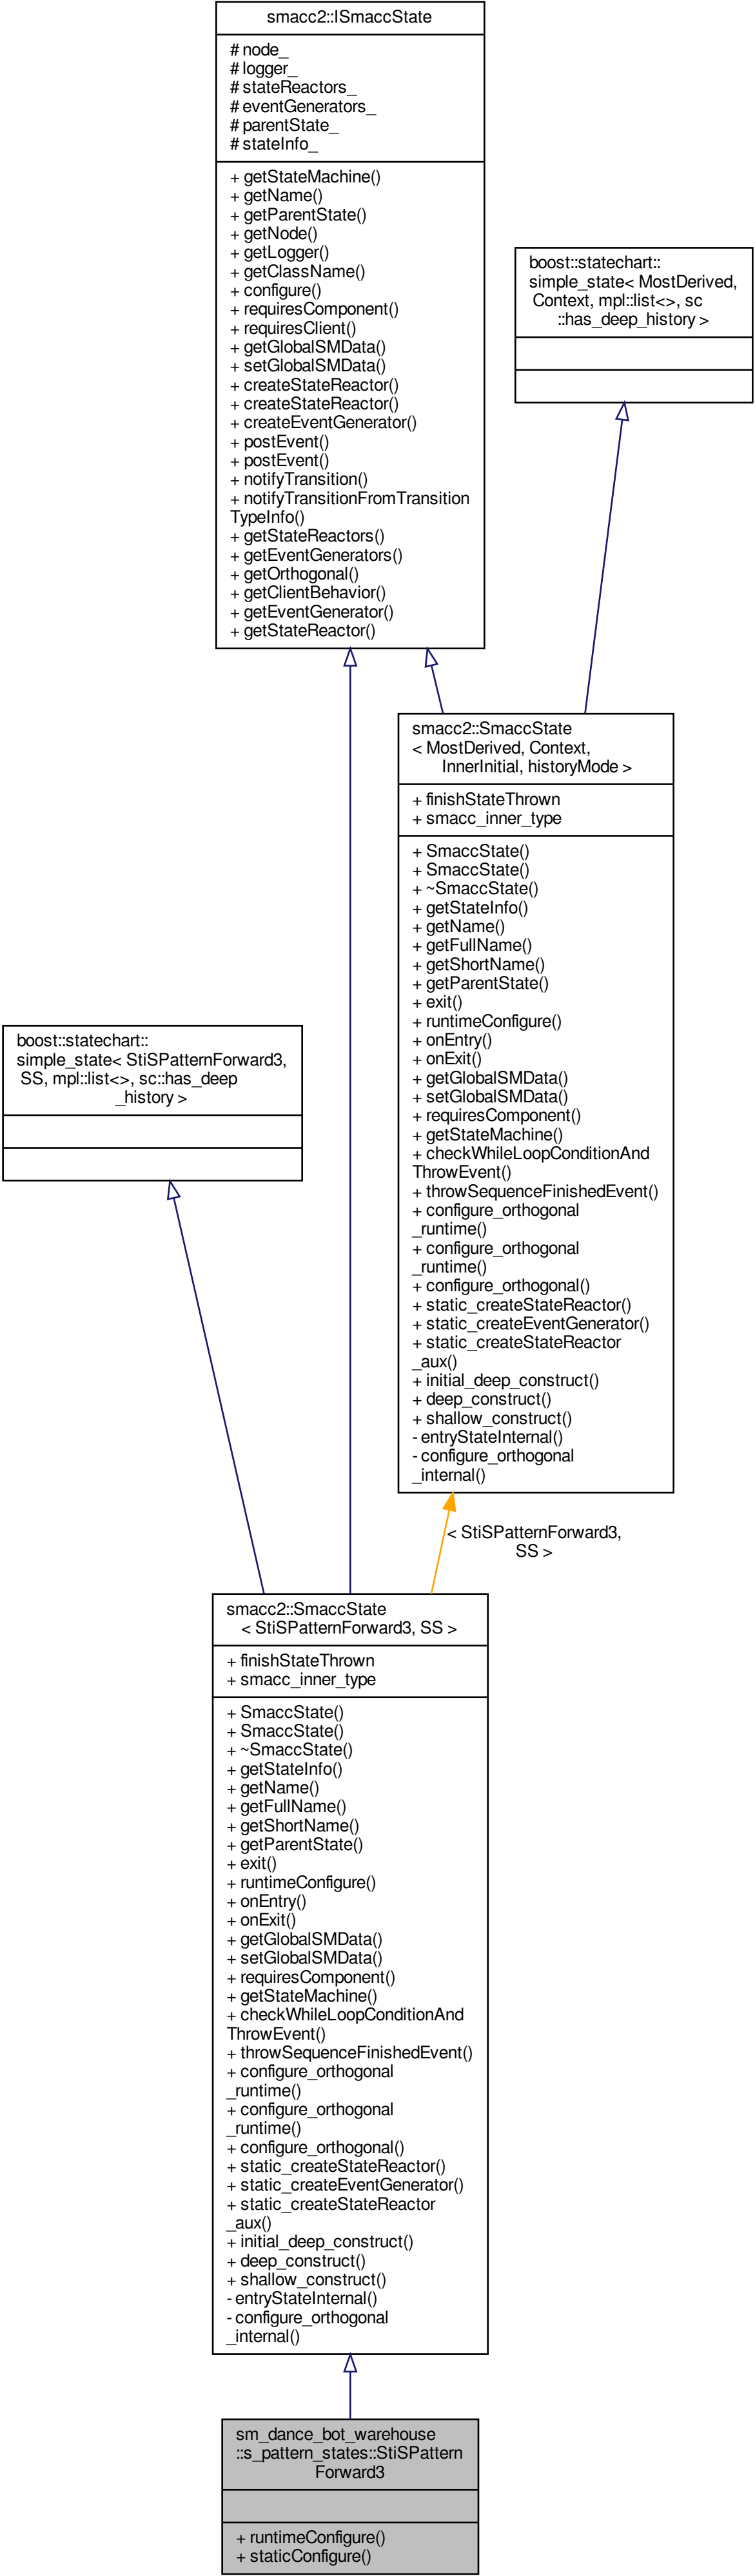 smacc2::ISmaccState
# node_
# logger_
# stateReactors_
# eventGenerators_
# parentState_
# stateInfo_
+ getStateMachine()
+ getName()
+ getParentState()
+ getNode()
+ getLogger()
+ getClassName()
+ configure()
+ requiresComponent()
+ requiresClient()
+ getGlobalSMData()
+ setGlobalSMData()
+ createStateReactor()
+ createStateReactor()
+ createEventGenerator()
+ postEvent()
+ postEvent()
+ notifyTransition()
+ notifyTransitionFromTransition
TypeInfo()
+ getStateReactors()
+ getEventGenerators()
+ getOrthogonal()
+ getClientBehavior()
+ getEventGenerator()
+ getStateReactor()
boost::statechart::
simple_state< MostDerived,
Context, mpl::list<>, sc
::has_deep_history >
smacc2::SmaccState
< MostDerived, Context,
InnerInitial, historyMode >
+ finishStateThrown
+ smacc_inner_type
+ SmaccState()
+ SmaccState()
+ ~SmaccState()
+ getStateInfo()
+ getName()
+ getFullName()
+ getShortName()
+ getParentState()
+ exit()
+ runtimeConfigure()
+ onEntry()
+ onExit()
+ getGlobalSMData()
+ setGlobalSMData()
+ requiresComponent()
+ getStateMachine()
+ checkWhileLoopConditionAnd
ThrowEvent()
+ throwSequenceFinishedEvent()
+ configure_orthogonal
_runtime()
+ configure_orthogonal
_runtime()
+ configure_orthogonal()
+ static_createStateReactor()
+ static_createEventGenerator()
+ static_createStateReactor
_aux()
+ initial_deep_construct()
+ deep_construct()
+ shallow_construct()
- entryStateInternal()
- configure_orthogonal
_internal()
boost::statechart::
simple_state< StiSPatternForward3,
SS, mpl::list<>, sc::has_deep
_history >
< StiSPatternForward3,
SS >
smacc2::SmaccState
< StiSPatternForward3, SS >
+ finishStateThrown
+ smacc_inner_type
+ SmaccState()
+ SmaccState()
+ ~SmaccState()
+ getStateInfo()
+ getName()
+ getFullName()
+ getShortName()
+ getParentState()
+ exit()
+ runtimeConfigure()
+ onEntry()
+ onExit()
+ getGlobalSMData()
+ setGlobalSMData()
+ requiresComponent()
+ getStateMachine()
+ checkWhileLoopConditionAnd
ThrowEvent()
+ throwSequenceFinishedEvent()
+ configure_orthogonal
_runtime()
+ configure_orthogonal
_runtime()
+ configure_orthogonal()
+ static_createStateReactor()
+ static_createEventGenerator()
+ static_createStateReactor
_aux()
+ initial_deep_construct()
+ deep_construct()
+ shallow_construct()
- entryStateInternal()
- configure_orthogonal
_internal()
sm_dance_bot_warehouse
::s_pattern_states::StiSPattern
Forward3
+ runtimeConfigure()
+ staticConfigure()